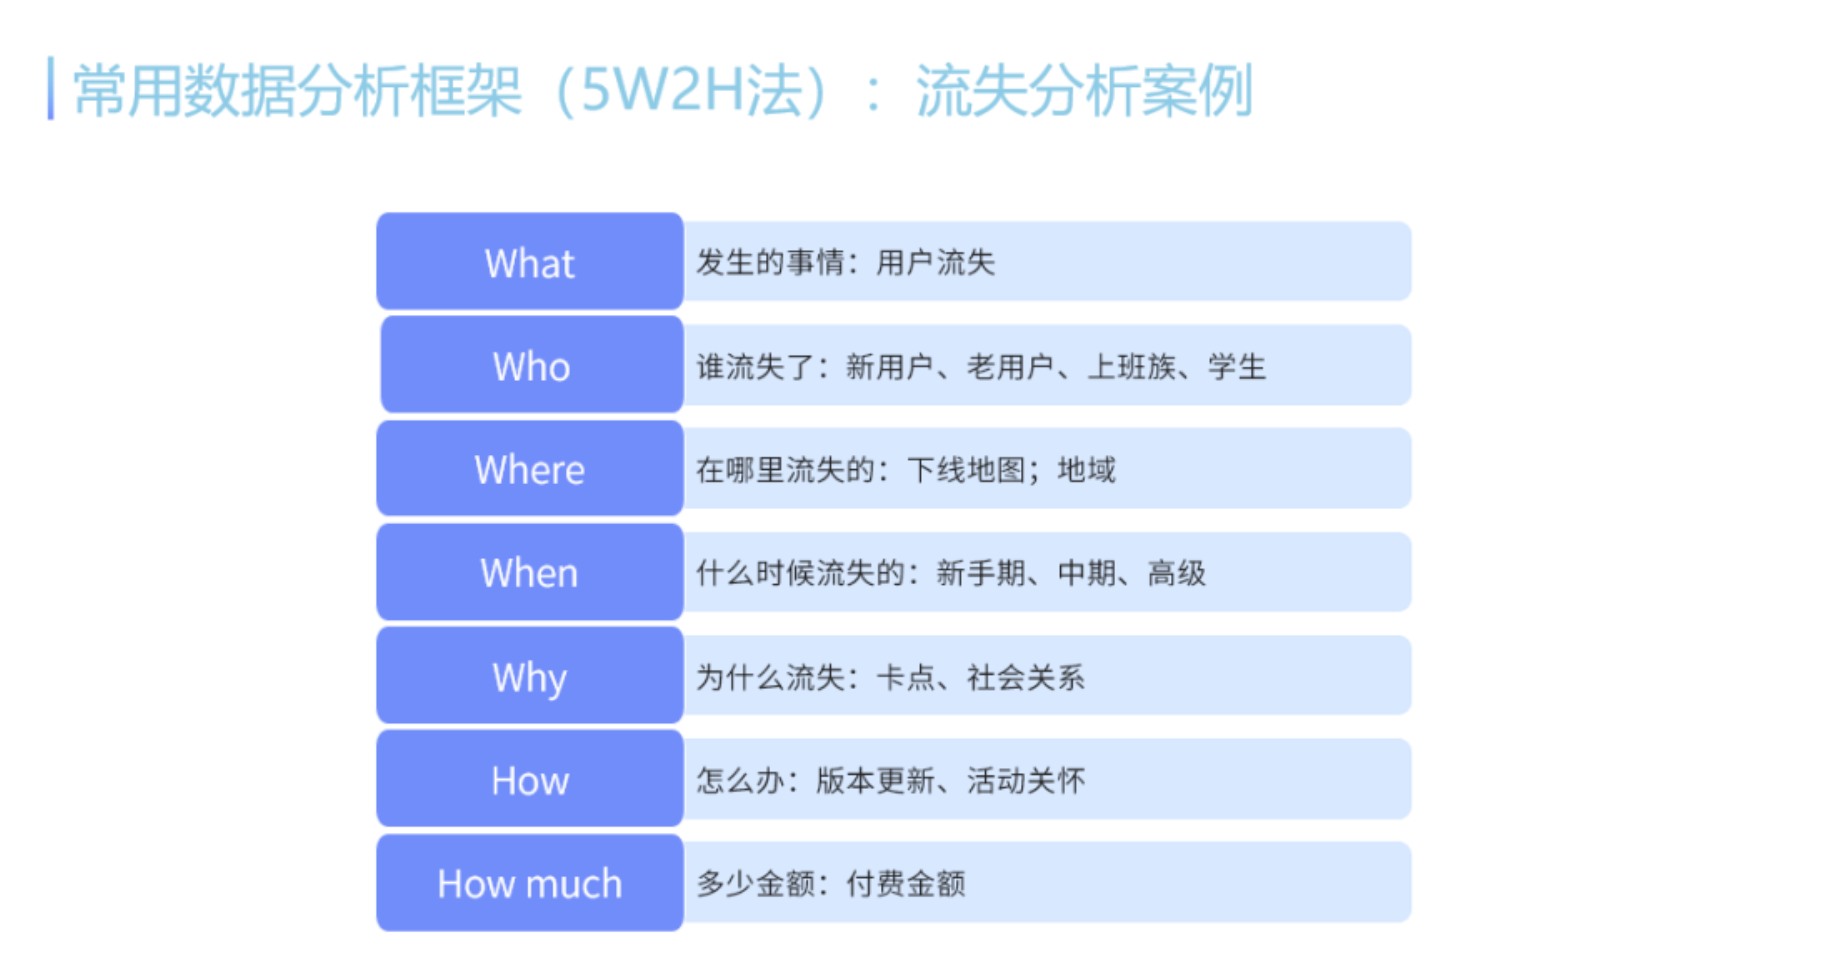 常用数据分析框架（5W2H法）：流失分析案例
What
发生的事情：用户流失
Who
谁流失了：新用户、老用户、上班族、学生
Where
在哪里流失的：下线地图；地域
When
什么时候流失的：新手期、中期、高级
Why
为什么流失：卡点、社会关系
How
怎么办：版本更新、活动关怀
How much
多少金额：付费金额